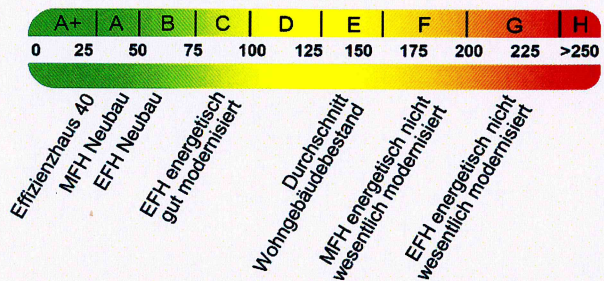 A+ A B C D E F G H
0 25 50 75 100 125 150 175 200 225 >250
Effizienzhaus 40
MFH Neubau
EFH Neubau
EFH energetisch
gut modernisiert
Durchschnitt
Wohngebäudebestand
MFH energetisch nicht
wesentlich modernisiert
EFH energetisch nicht
wesentlich modernisiert